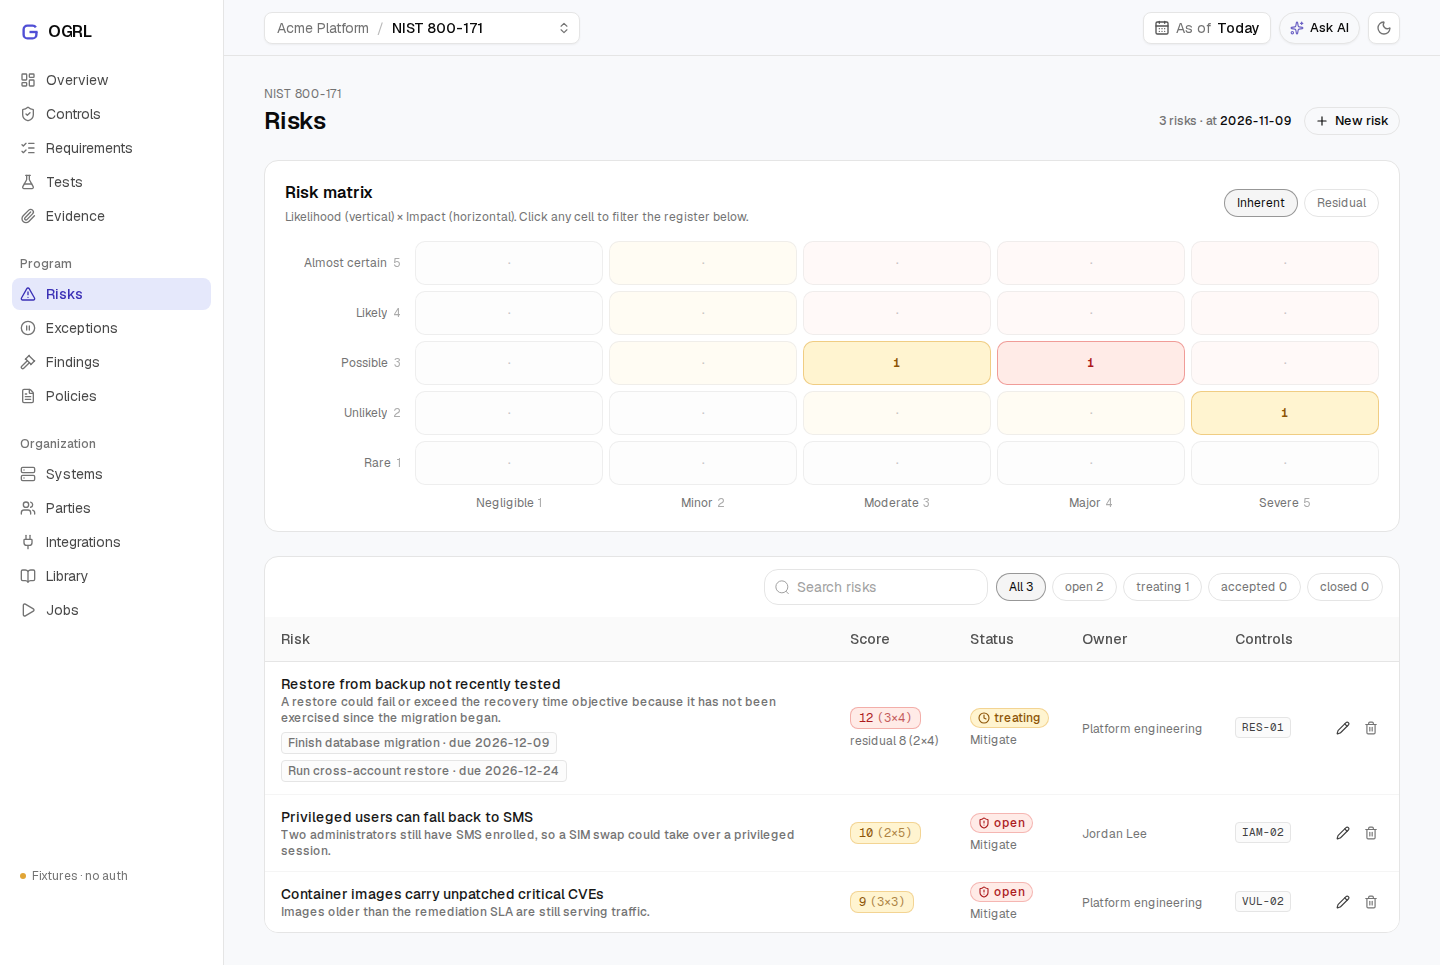 OGRL
Overview
Controls
Requirements
Tests
Evidence
Program
Risks
Exceptions
Findings
Policies
Organization
Systems
Parties
Integrations
Library
Jobs
Fixtures · no auth
Acme Platform / NIST 800-171
As of Today
Ask AI
NIST 800-171
Risks
3 risks · at 2026-11-09
New risk
Risk matrix
Likelihood (vertical) × Impact (horizontal). Click any cell to filter the register below.
Inherent
Residual
Almost certain 5 · · · · ·
Likely 4 · · · · ·
Possible 3 · · 1 1 ·
Unlikely 2 · · · · 1
Rare 1 · · · · ·
Negligible 1 Minor 2 Moderate 3 Major 4 Severe 5
Search risks
All 3
open 2
treating 1
accepted 0
closed 0
Risk Score Status Owner Controls
Restore from backup not recently tested
A restore could fail or exceed the recovery time objective because it has not been
exercised since the migration began.
Finish database migration · due 2026-12-09
Run cross-account restore · due 2026-12-24
12 (3×4)
residual 8 (2×4)
treating
Mitigate
Platform engineering
RES-01
Privileged users can fall back to SMS
Two administrators still have SMS enrolled, so a SIM swap could take over a privileged
session.
10 (2×5)
open
Mitigate
Jordan Lee
IAM-02
Container images carry unpatched critical CVEs
Images older than the remediation SLA are still serving traffic.
9 (3×3)
open
Mitigate
Platform engineering
VUL-02